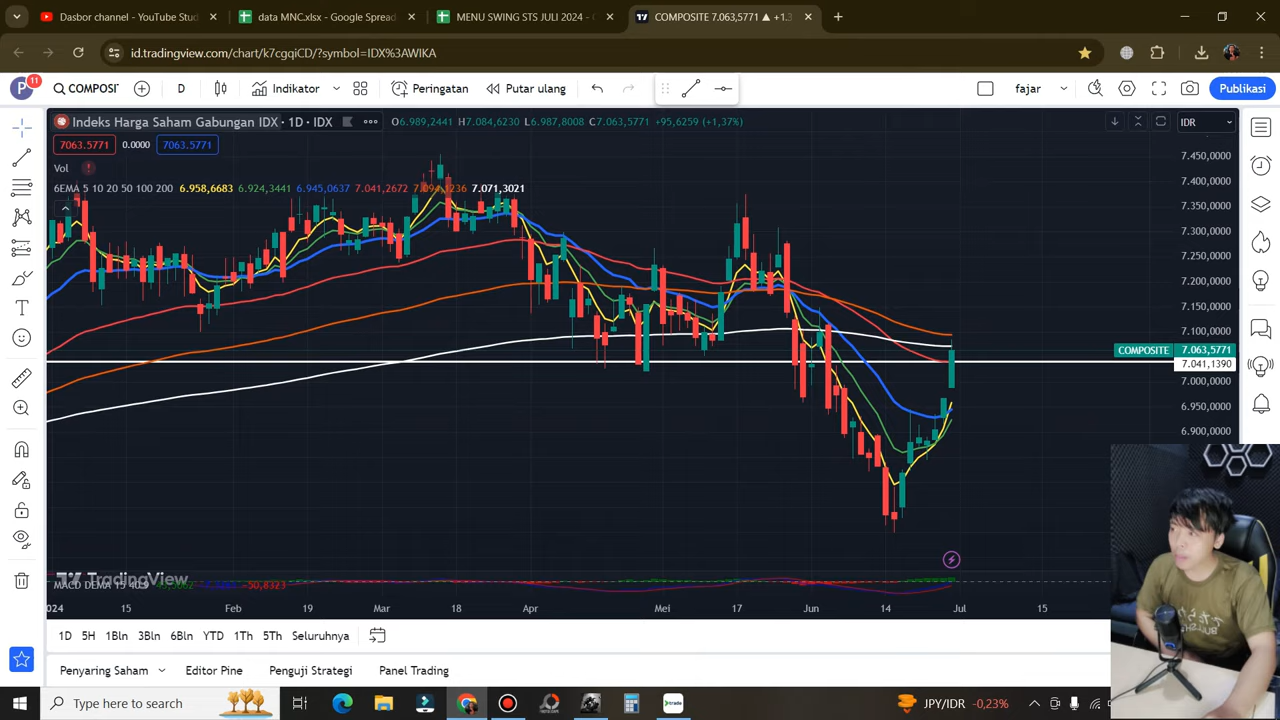 Dasbor channel - YouTube Stud
data MNC.xlsx - Google Spread
MENU SWING STS JULI 2024 -
COMPOSITE 7.063,5771 ▲ +1.3
id.tradingview.com/chart/k7cgqiCD/?symbol=IDX%3AWIKA
P
11
COMPOSI
D
Indikator
Peringatan
Putar ulang
fajar
Publikasi
Indeks Harga Saham Gabungan IDX · 1D · IDX
O6.989,2441 H7.084,6230 L6.987,8008 C7.063,5771 +95,6259 (+1,37%)
IDR
7063.5771
0.0000
7063.5771
Vol
6EMA 5 10 20 50 100 200 6.958,6683 6.924,3441 6.945,0637 7.041,2672 7.071,3021
7.450,0000
7.400,0000
7.350,0000
7.300,0000
7.250,0000
7.200,0000
7.150,0000
7.100,0000
COMPOSITE 7.063,5771
7.041,1390
7.000,0000
6.950,0000
6.900,0000
TradingView
MACD DEMA −50,8323
024
15
Feb
19
Mar
18
Apr
Mei
17
Jun
14
Jul
15
1D 5H 1Bln 3Bln 6Bln YTD 1Th 5Th Seluruhnya
Penyaring Saham
Editor Pine
Penguji Strategi
Panel Trading
Type here to search
JPY/IDR -0,23%